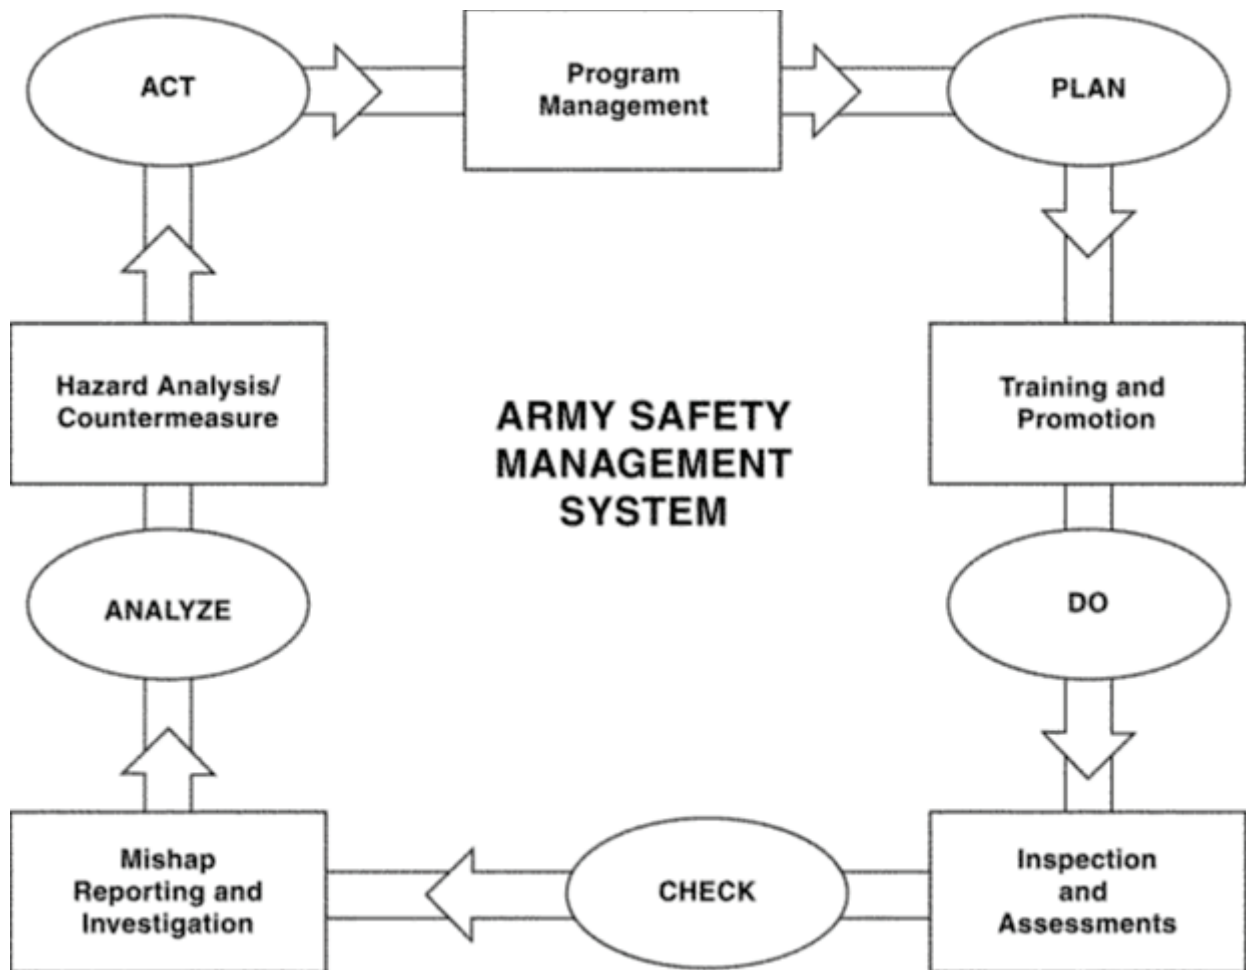 ACT
Program
Management
PLAN
Hazard Analysis/
Countermeasure
ARMY SAFETY
MANAGEMENT
SYSTEM
Training and
Promotion
ANALYZE
DO
Mishap
Reporting and
Investigation
CHECK
Inspection
and
Assessments